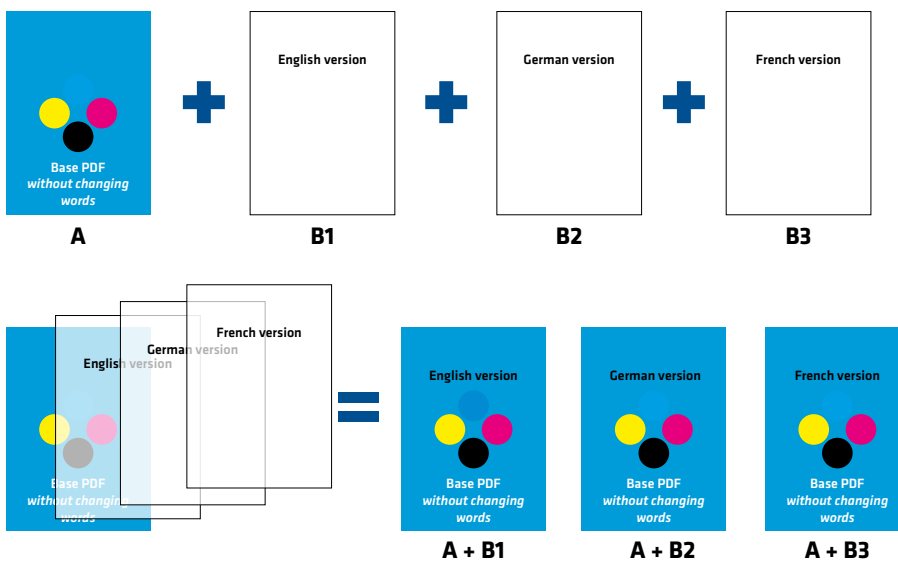 English version
German version
French version
Base PDF
without changing
words
A
B1
B2
B3
French version
German version
English version
Base PDF
without changing
words
English version
German version
French version
Base PDF
without changing
words
Base PDF
without changing
words
Base PDF
without changing
words
A + B1
A + B2
A + B3